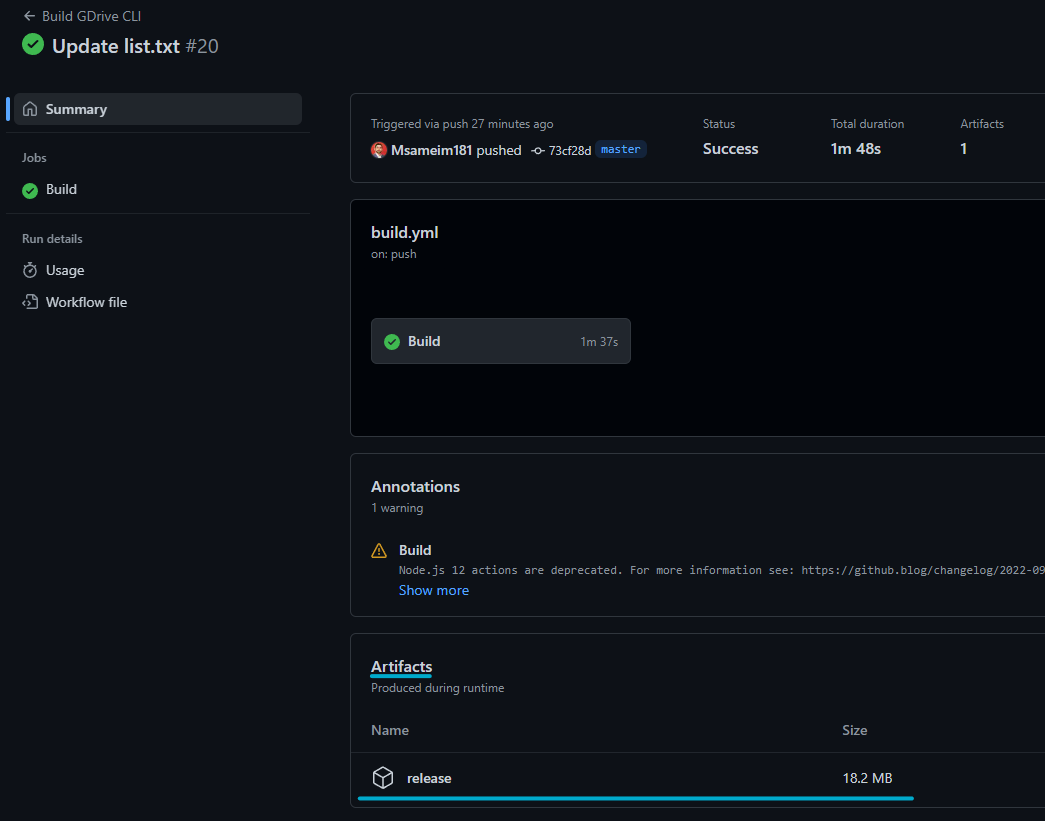 Build GDrive CLI
Update list.txt #20
Summary
Jobs
Build
Run details
Usage
Workflow file
Triggered via push 27 minutes ago
Msameim181 pushed 73cf28d master
Status
Success
Total duration
1m 48s
Artifacts
1
build.yml
on: push
Build 1m 37s
Annotations
1 warning
Build
Node.js 12 actions are deprecated. For more information see: https://github.blog/changelog/2022-09
Show more
Artifacts
Produced during runtime
Name Size
release 18.2 MB